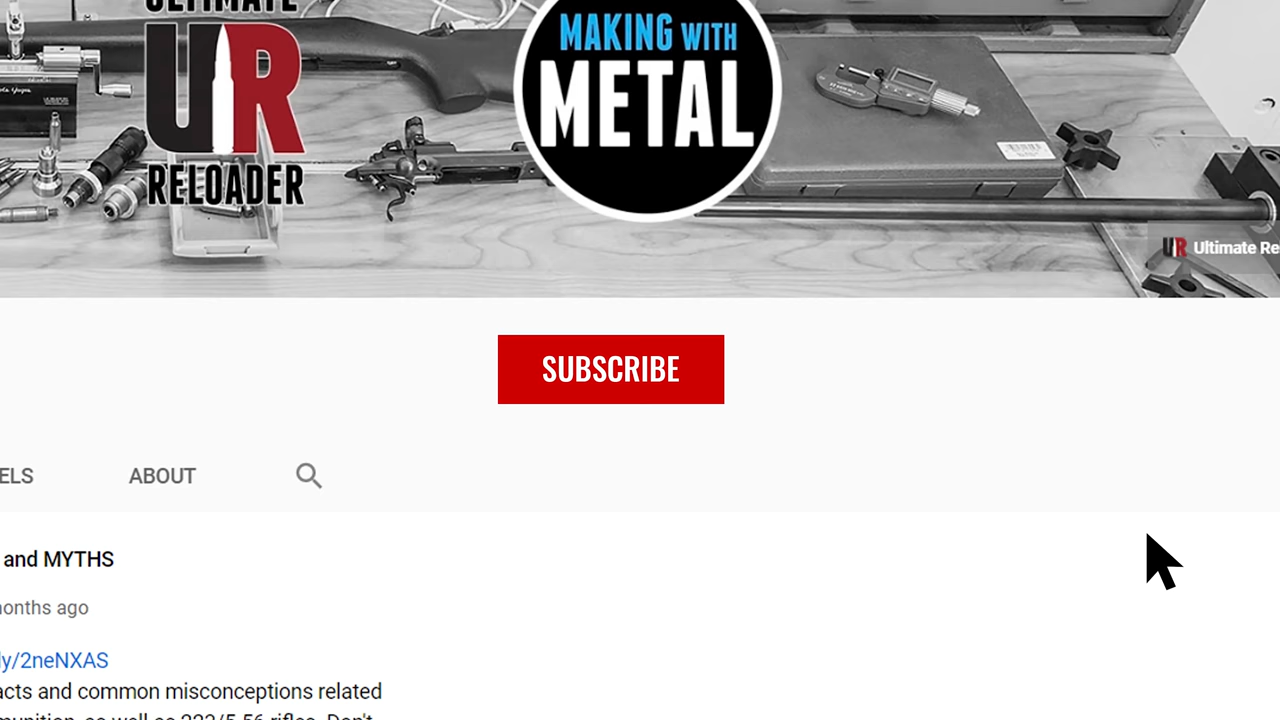 ULTIMATE
UR
RELOADER
MAKING WITH
METAL
UR Ultimate Re
SUBSCRIBE
ELS
ABOUT
and MYTHS
months ago
ly/2neNXAS
acts and common misconceptions related